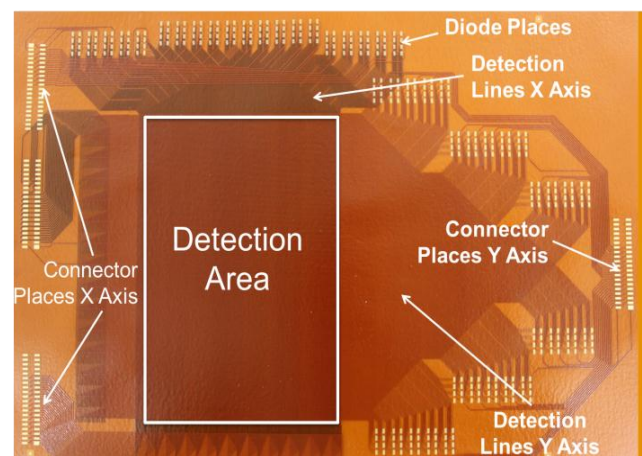 Diode Places
Detection
Lines X Axis
Detection
Area
Connector
Places Y Axis
Connector
Places X Axis
Detection
Lines Y Axis